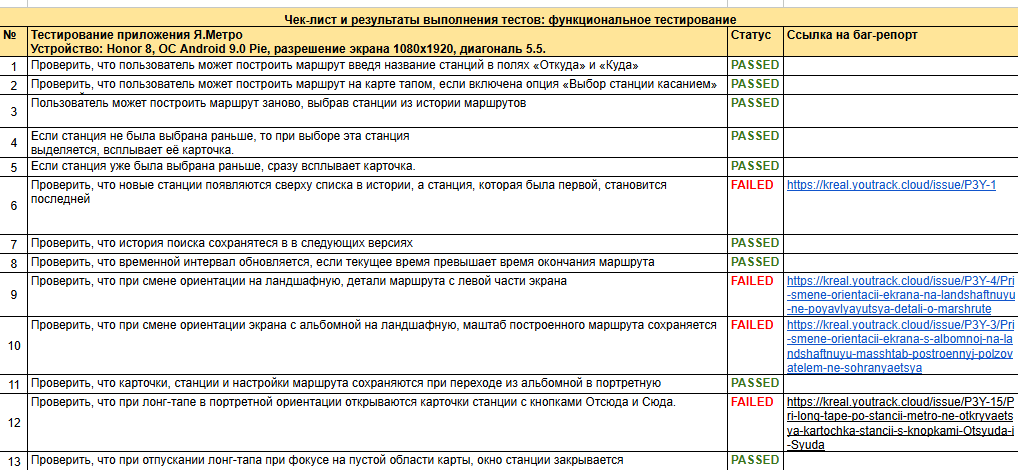 Чек-лист и результаты выполнения тестов: функциональное тестирование
№ Тестирование приложения Я.Метро Статус Ссылка на баг-репорт
Устройство: Honor 8, ОС Android 9.0 Pie, разрешение экрана 1080x1920, диагональ 5.5.
1 Проверить, что пользователь может построить маршрут введя название станций в полях «Откуда» и «Куда» PASSED
2 Проверить, что пользователь может построить маршрут на карте тапом, если включена опция «Выбор станции касанием» PASSED
3 Пользователь может построить маршрут заново, выбрав станции из истории маршрутов PASSED
4 Если станция не была выбрана раньше, то при выборе эта станция PASSED
выделяется, всплывает её карточка.
5 Если станция уже была выбрана раньше, сразу всплывает карточка. PASSED
6 Проверить, что новые станции появляются сверху списка в истории, а станция, которая была первой, становится FAILED https://kreal.youtrack.cloud/issue/P3Y-1
последней
7 Проверить, что история поиска сохранятеся в в следующих версиях PASSED
8 Проверить, что временной интервал обновляется, если текущее время превышает время окончания маршрута PASSED
9 Проверить, что при смене ориентации на ландшафную, детали маршрута с левой части экрана FAILED https://kreal.youtrack.cloud/issue/P3Y-4/Pri
-smene-orientacii-ekrana-na-landshaftnuyu
-ne-poyavlyayutsya-detali-o-marshrute
10 Проверить, что при смене ориентации экрана с альбомной на ландшафную, маштаб построенного маршрута сохраняется FAILED https://kreal.youtrack.cloud/issue/P3Y-3/Pri
-smene-orientacii-ekrana-s-albomnoj-na-la
ndshaftnuyu-masshtab-postroennyj-polzov
atelem-ne-sohranyaetsya
11 Проверить, что карточки, станции и настройки маршрута сохраняются при переходе из альбомной в портретную PASSED
12 Проверить, что при лонг-тапе в портретной ориентации открываются карточки станции с кнопками Отсюда и Сюда. FAILED https://kreal.youtrack.cloud/issue/P3Y-15/P
ri-long-tape-po-stancii-metro-ne-otkryvaets
ya-kartochka-stancii-s-knopkami-Otsyuda-i
-Syuda
13 Проверить, что при отпускании лонг-тапа при фокусе на пустой области карты, окно станции закрывается PASSED